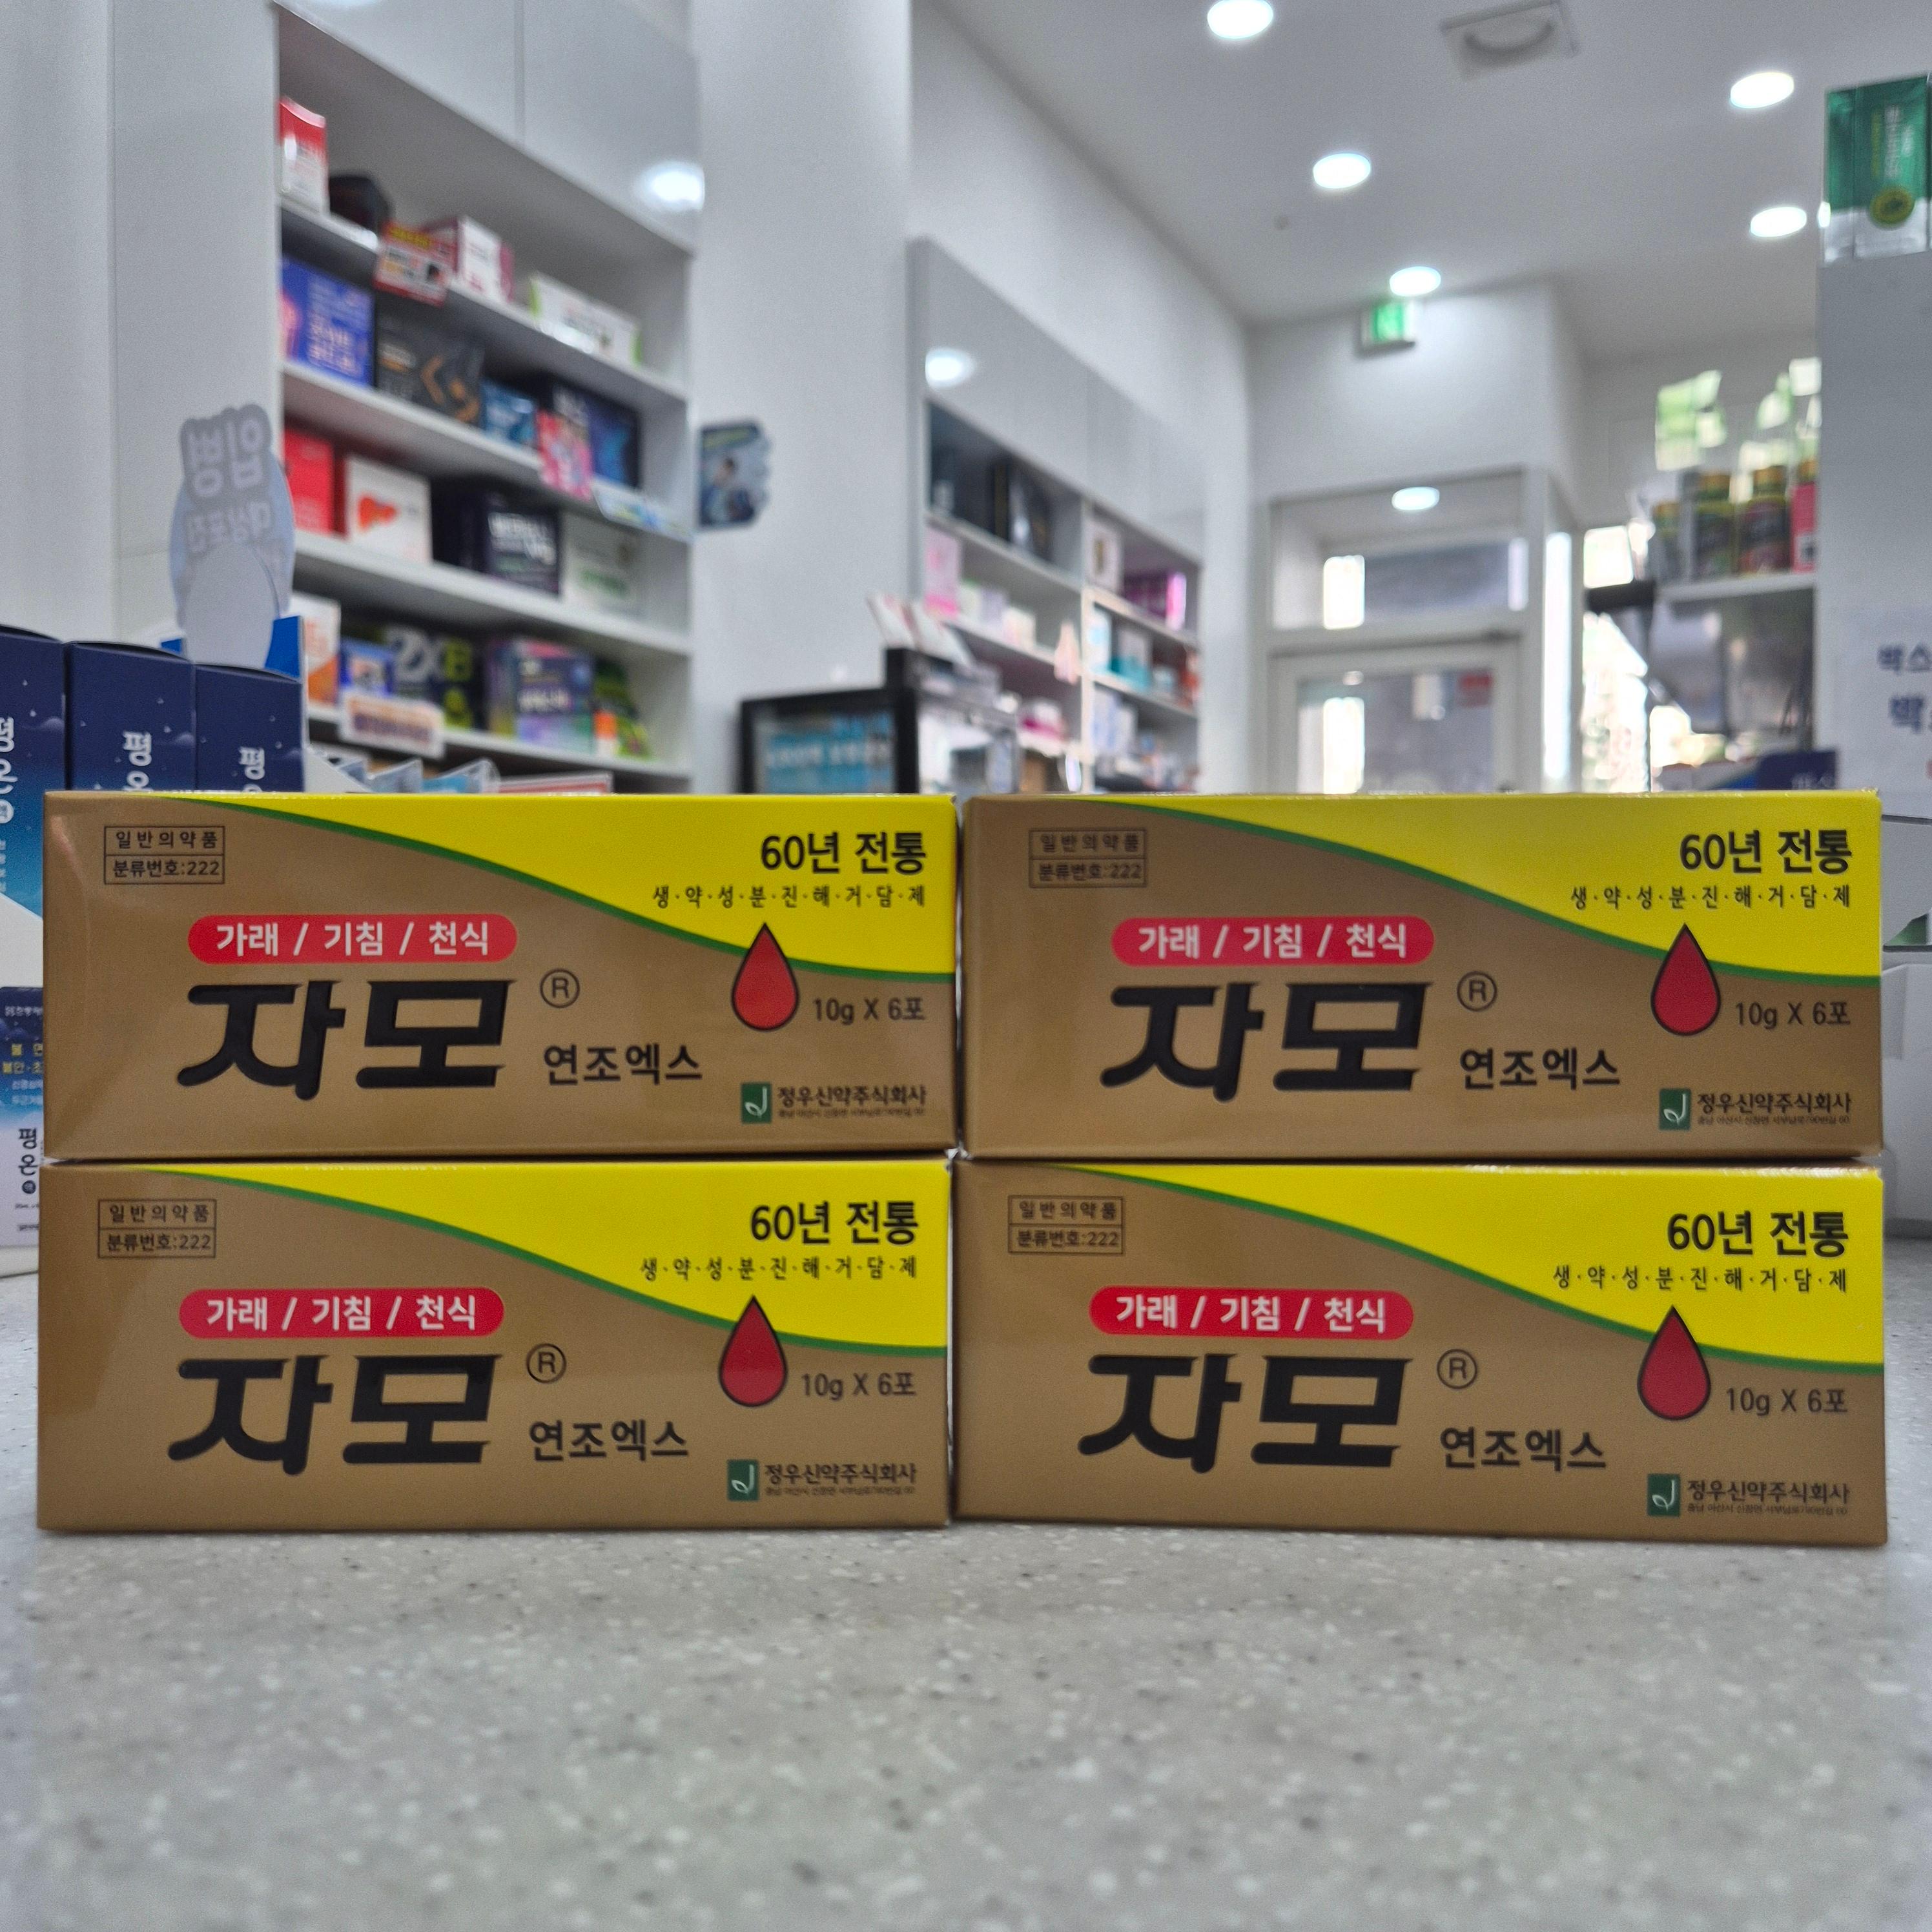 평온
평
평
일반의약품
분류번호:222
60년 전통
생·약·성·분·진·해·거·담·제
가래 / 기침 / 천식
자모®
연조엑스
10g X 6포
정우신약주식회사
일반의약품
분류번호:222
60년 전통
생·약·성·분·진·해·거·담·제
가래 / 기침 / 천식
자모®
연조엑스
10g X 6포
정우신약주식회사
평온
일반의약품
분류번호:222
60년 전통
생·약·성·분·진·해·거·담·제
가래 / 기침 / 천식
자모®
연조엑스
10g X 6포
정우신약주식회사
일반의약품
분류번호:222
60년 전통
생·약·성·분·진·해·거·담·제
가래 / 기침 / 천식
자모®
연조엑스
10g X 6포
정우신약주식회사